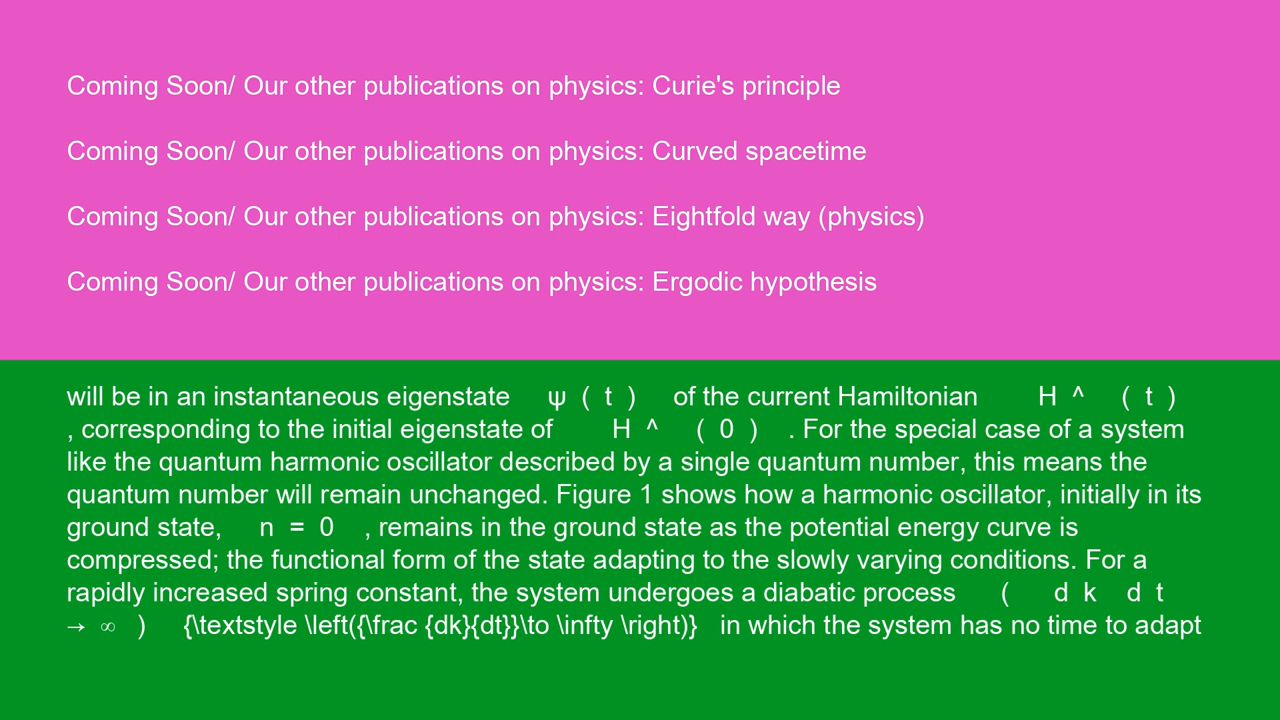 Coming Soon/ Our other publications on physics: Curie's principle
Coming Soon/ Our other publications on physics: Curved spacetime
Coming Soon/ Our other publications on physics: Eightfold way (physics)
Coming Soon/ Our other publications on physics: Ergodic hypothesis
will be in an instantaneous eigenstate ψ ( t ) of the current Hamiltonian H ^ ( t )
, corresponding to the initial eigenstate of H ^ ( 0 ) . For the special case of a system
like the quantum harmonic oscillator described by a single quantum number, this means the
quantum number will remain unchanged. Figure 1 shows how a harmonic oscillator, initially in its
ground state, n = 0 , remains in the ground state as the potential energy curve is
compressed; the functional form of the state adapting to the slowly varying conditions. For a
rapidly increased spring constant, the system undergoes a diabatic process ( d k d t
→ ∞ ) {\textstyle \left({\frac {dk}{dt}}\to \infty \right)} in which the system has no time to adapt